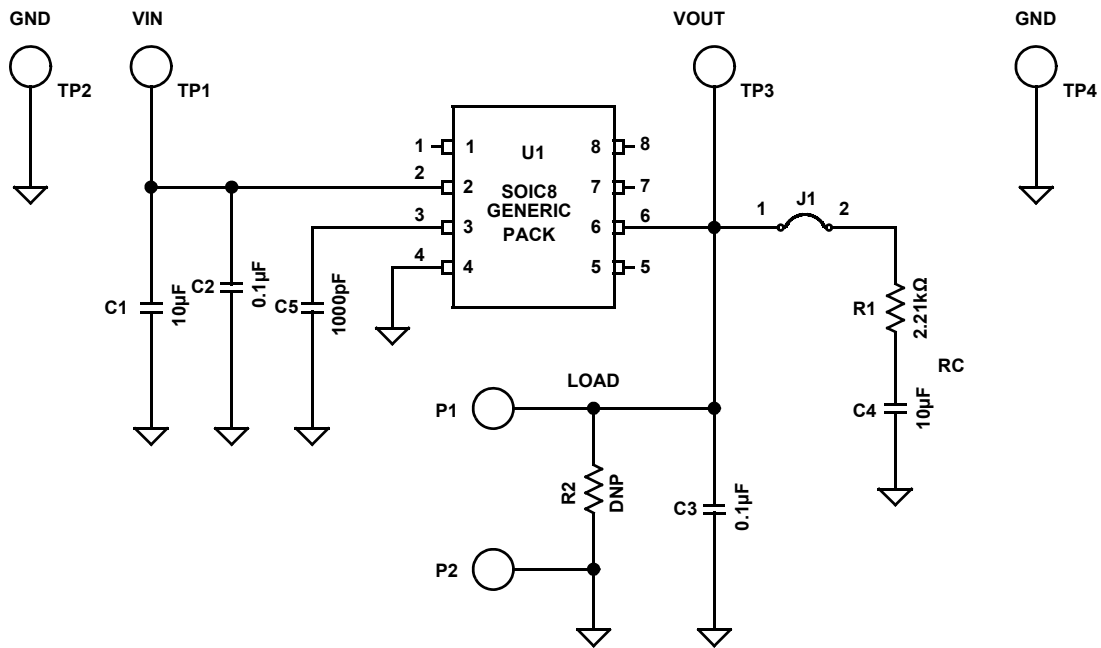 GND
VIN
VOUT
GND
TP2
TP1
TP3
TP4
1
1
U1
8
8
2
2
SOIC8
GENERIC
PACK
7
7
3
3
6
6
4
4
5
5
1
J1
2
C1
10µF
C2
0.1µF
C5
1000pF
R1
2.21kΩ
RC
C4
10µF
LOAD
P1
R2
DNP
C3
0.1µF
P2